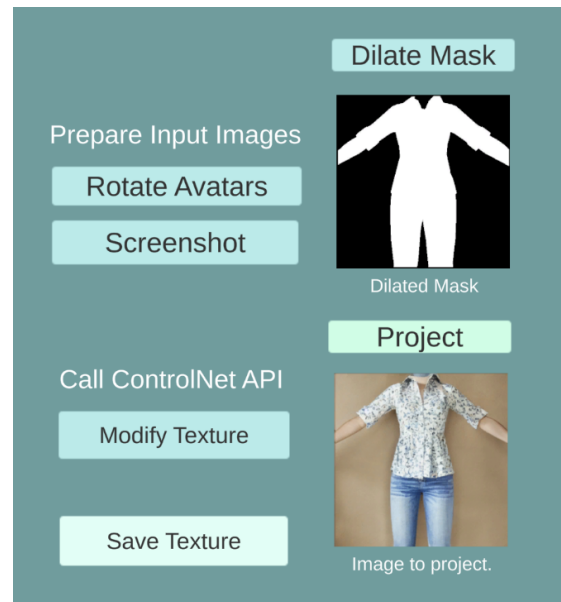 Dilate Mask
Prepare Input Images
Rotate Avatars
Screenshot
Dilated Mask
Project
Call ControlNet API
Modify Texture
Save Texture
Image to project.